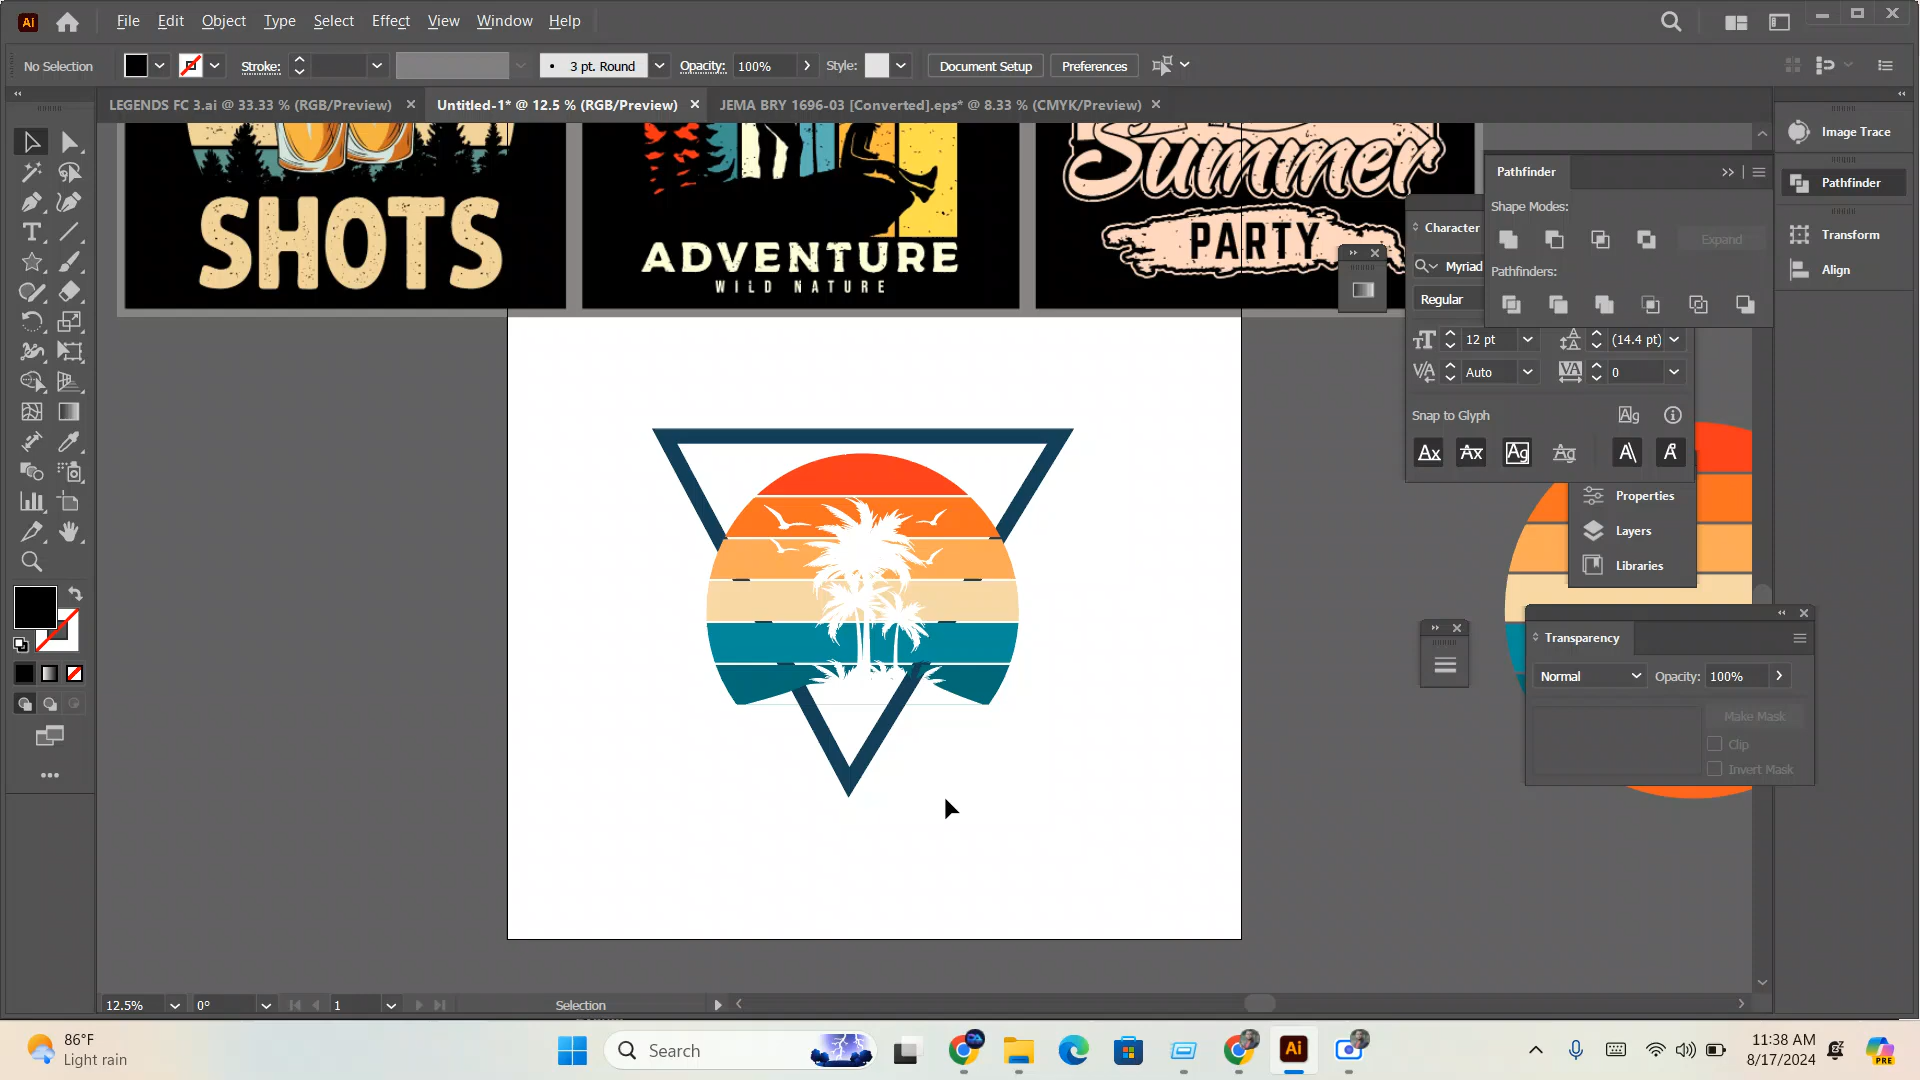 Ai File Edit Object Type Select Effect View Window Help
No Selection Stroke: 3 pt. Round Opacity: 100% Style: Document Setup Preferences
LEGENDS FC 3.ai @ 33.33 % (RGB/Preview) Untitled-1* @ 12.5 % (RGB/Preview) JEMA BRY 1696-03 [Converted].eps* @ 8.33 % (CMYK/Preview)
SHOTS
ADVENTURE
WILD NATURE
Summer
PARTY
Image Trace
Pathfinder
Transform
Align
Pathfinder
Shape Modes:
Expand
Pathfinders:
Character
Myriad
Regular
12 pt (14.4 pt)
Auto 0
Snap to Glyph
Properties
Layers
Libraries
Transparency
Normal Opacity: 100%
Make Mask
Clip
Invert Mask
12.5% 0° 1 Selection
86°F
Light rain
Search
Ai
11:38 AM
8/17/2024
PRE